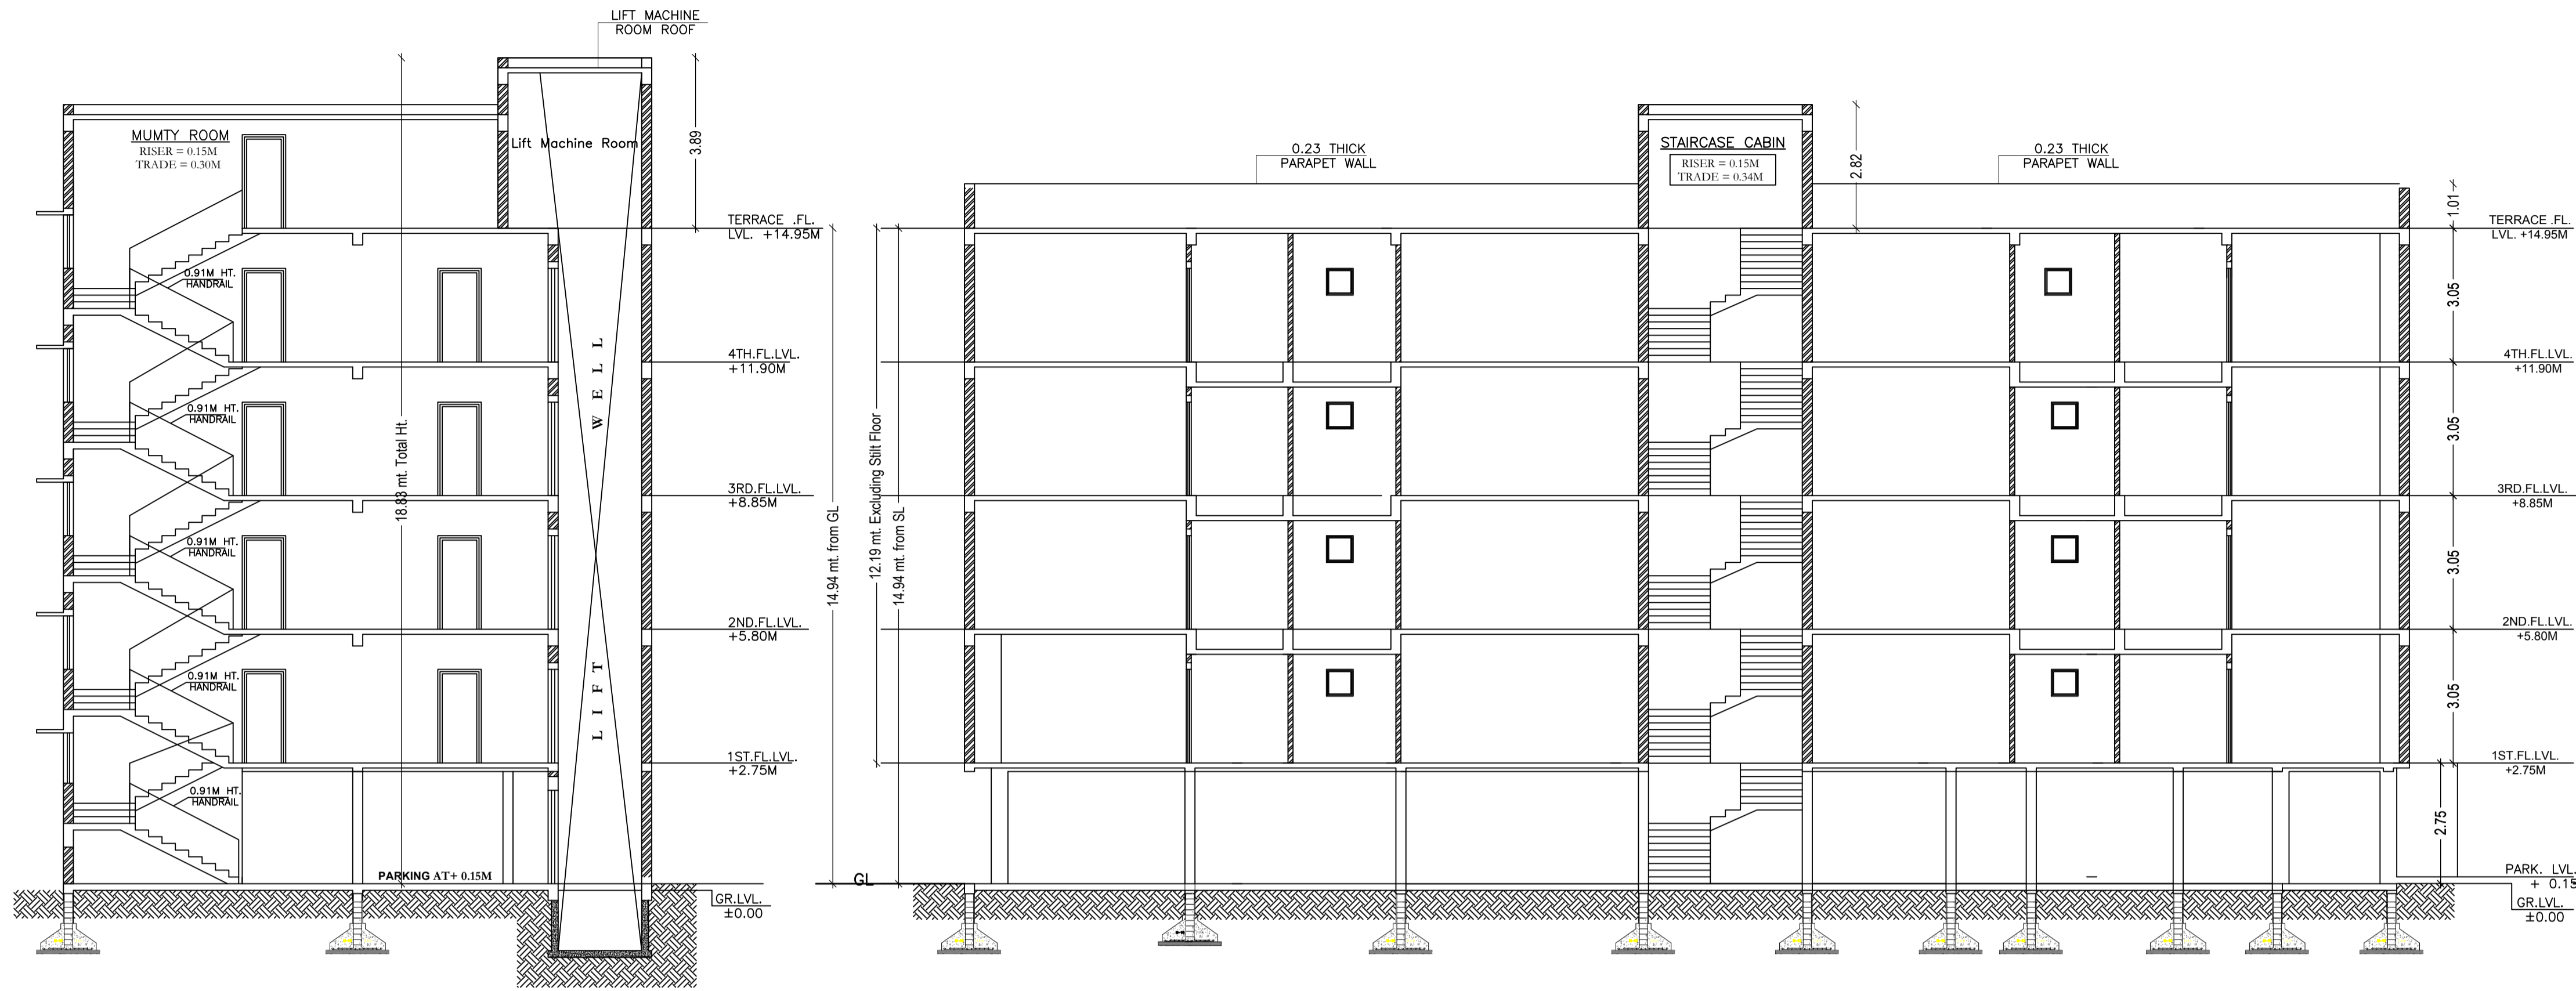 LIFT MACHINE
ROOM ROOF
MUMTY ROOM
RISER = 0.15M
TRADE = 0.30M
Lift Machine Room
3.89
TERRACE .FL.
LVL. +14.95M
0.91M HT.
HANDRAIL
4TH.FL.LVL.
+11.90M
0.91M HT.
HANDRAIL
18.83 mt. Total Ht.
3RD.FL.LVL.
+8.85M
0.91M HT.
HANDRAIL
2ND.FL.LVL.
+5.80M
0.91M HT.
HANDRAIL
LIFT WELL
1ST.FL.LVL.
+2.75M
0.91M HT.
HANDRAIL
PARKING AT+ 0.15M
GR.LVL.
±0.00
14.94 mt. from GL
12.19 mt. Excluding Stilt Floor
14.94 mt. from SL
GL
0.23 THICK
PARAPET WALL
STAIRCASE CABIN
RISER = 0.15M
TRADE = 0.34M
2.82
0.23 THICK
PARAPET WALL
1.01
TERRACE .FL.
LVL. +14.95M
3.05
4TH.FL.LVL.
+11.90M
3.05
3RD.FL.LVL.
+8.85M
3.05
2ND.FL.LVL.
+5.80M
3.05
1ST.FL.LVL.
+2.75M
2.75
PARK. LVL.
+ 0.15
GR.LVL.
±0.00